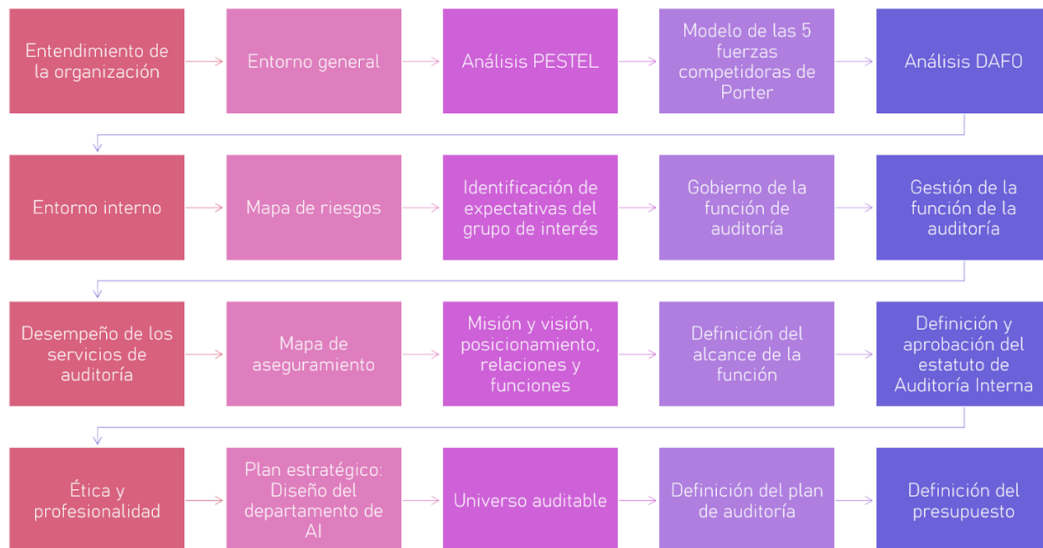 Entendimiento de
la organización
Entorno general
Análisis PESTEL
Modelo de las 5
fuerzas
competidoras de
Porter
Análisis DAFO
Entorno interno
Mapa de riesgos
Identificación de
expectativas del
grupo de interés
Gobierno de la
función de
auditoría
Gestión de la
función de la
auditoría
Desempeño de los
servicios de
auditoría
Mapa de
aseguramiento
Misión y visión,
posicionamiento,
relaciones y
funciones
Definición del
alcance de la
función
Definición y
aprobación del
estatuto de
Auditoría Interna
Ética y
profesionalidad
Plan estratégico:
Diseño del
departamento de
AI
Universo auditable
Definición del plan
de auditoría
Definición del
presupuesto